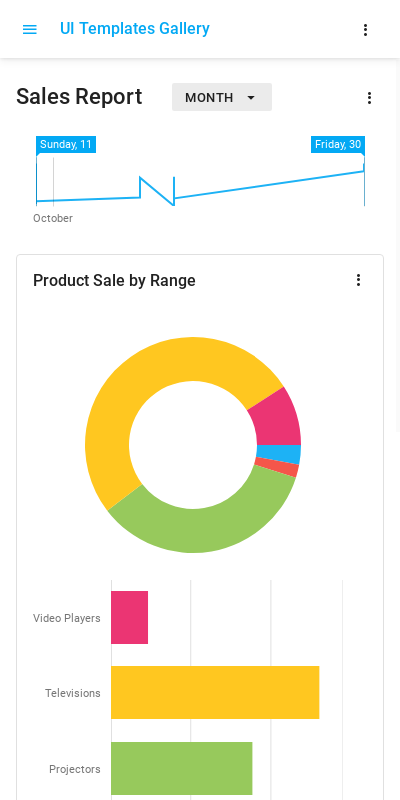 UI Templates Gallery
Sales Report
MONTH
Sunday, 11
Friday, 30
October
Product Sale by Range
Video Players
Televisions
Projectors